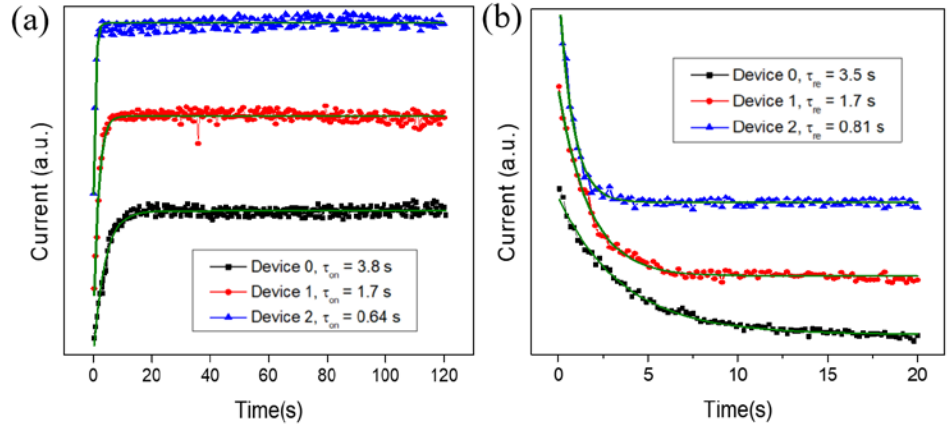 (a)
Current (a.u.)
Device 0, τon = 3.8 s
Device 1, τon = 1.7 s
Device 2, τon = 0.64 s
0 20 40 60 80 100 120
Time(s)
(b)
Current (a.u.)
Device 0, τre = 3.5 s
Device 1, τre = 1.7 s
Device 2, τre = 0.81 s
0 5 10 15 20
Time(s)